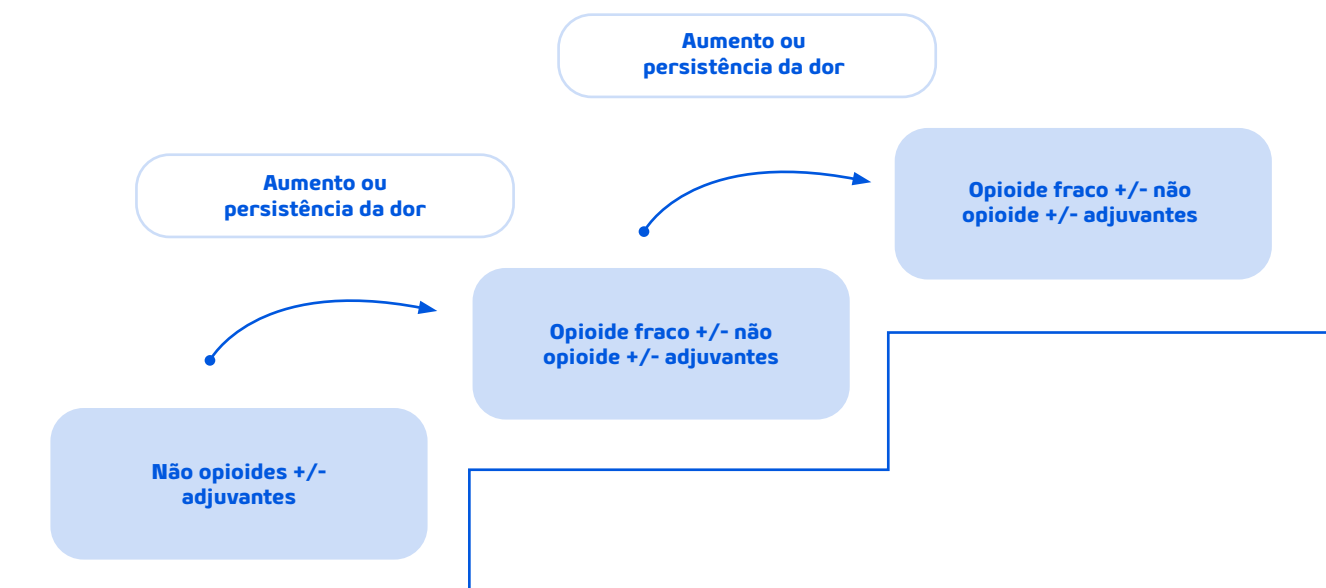 Aumento ou
persistência da dor
Opioide fraco +/- não
opioide +/- adjuvantes
Aumento ou
persistência da dor
Opioide fraco +/- não
opioide +/- adjuvantes
Não opioides +/-
adjuvantes